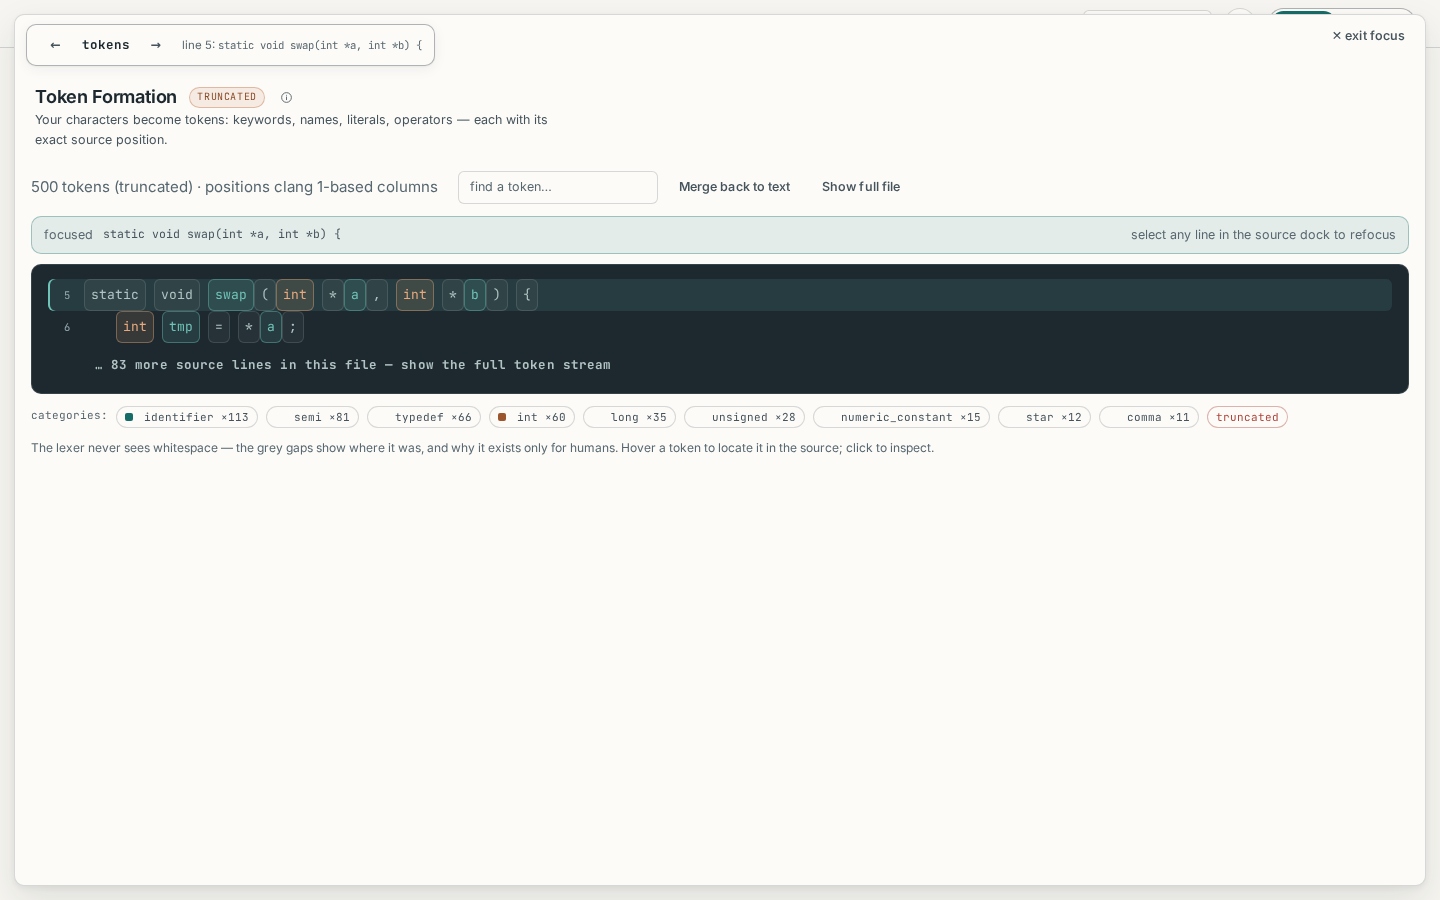 ← tokens → line 5: static void swap(int *a, int *b) {
✕ exit focus
Token Formation TRUNCATED
Your characters become tokens: keywords, names, literals, operators — each with its
exact source position.
500 tokens (truncated) · positions clang 1-based columns find a token… Merge back to text Show full file
focused static void swap(int *a, int *b) { select any line in the source dock to refocus
5 static void swap ( int * a , int * b ) {
6 int tmp = * a ;
… 83 more source lines in this file — show the full token stream
categories: identifier ×113 semi ×81 typedef ×66 int ×60 long ×35 unsigned ×28 numeric_constant ×15 star ×12 comma ×11 truncated
The lexer never sees whitespace — the grey gaps show where it was, and why it exists only for humans. Hover a token to locate it in the source; click to inspect.